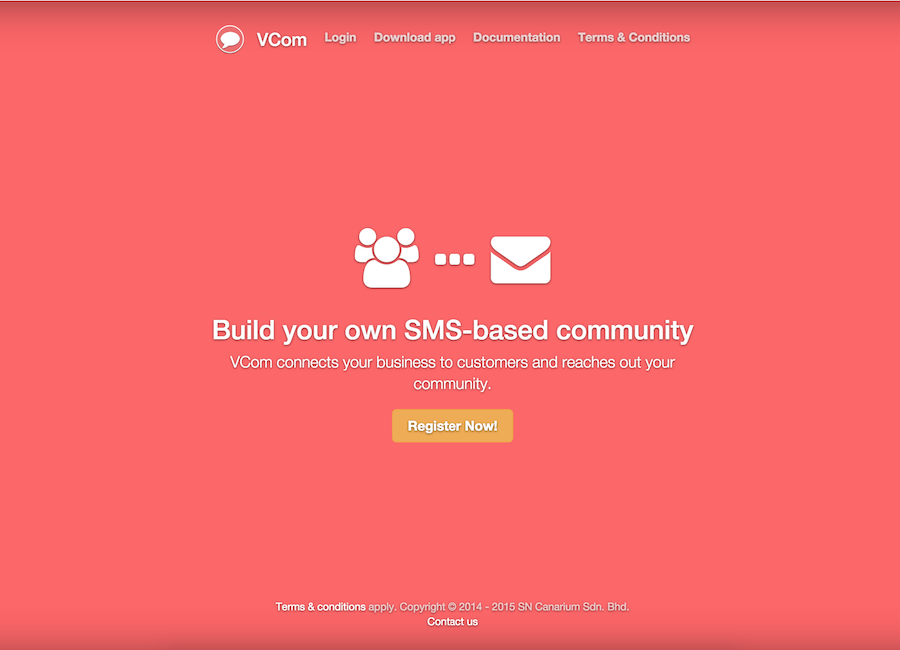 VCom Login Download app Documentation Terms & Conditions
Build your own SMS-based community
VCom connects your business to customers and reaches out your
community.
Register Now!
Terms & conditions apply. Copyright © 2014 - 2015 SN Canarium Sdn. Bhd.
Contact us